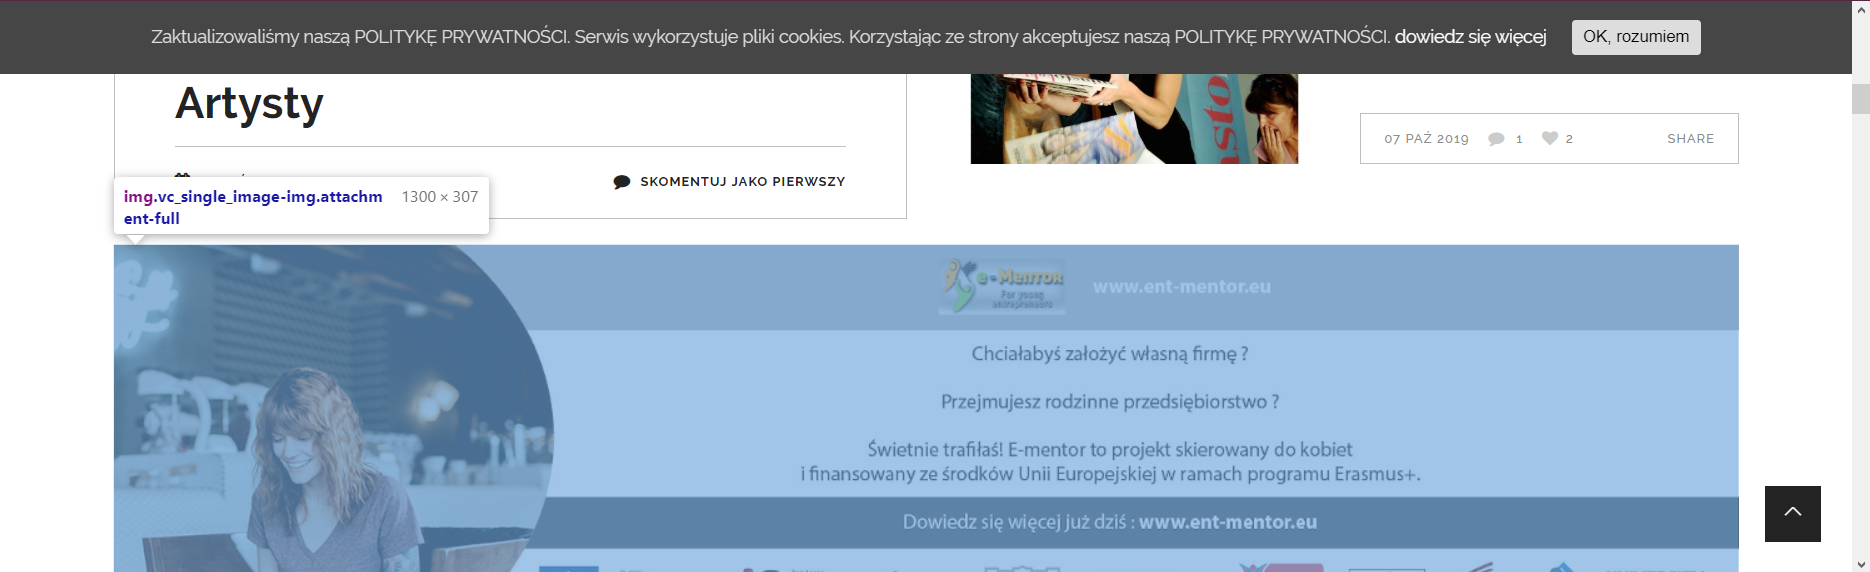 Zaktualizowaliśmy naszą POLITYKĘ PRYWATNOŚCI. Serwis wykorzystuje pliki cookies. Korzystając ze strony akceptujesz naszą POLITYKĘ PRYWATNOŚCI. dowiedz się więcej
OK, rozumiem
Artysty
SKOMENTUJ JAKO PIERWSZY
07 PAŹ 2019
1
2
SHARE
img.vc_single_image-img.attachm
ent-full
1300 × 307
e-Mentor
For young
entrepreneurs
www.ent-mentor.eu
Chciałabyś założyć własną firmę ?
Przejmujesz rodzinne przedsiębiorstwo ?
Świetnie trafiłaś! E-mentor to projekt skierowany do kobiet
i finansowany ze środków Unii Europejskiej w ramach programu Erasmus+.
Dowiedz się więcej już dziś : www.ent-mentor.eu